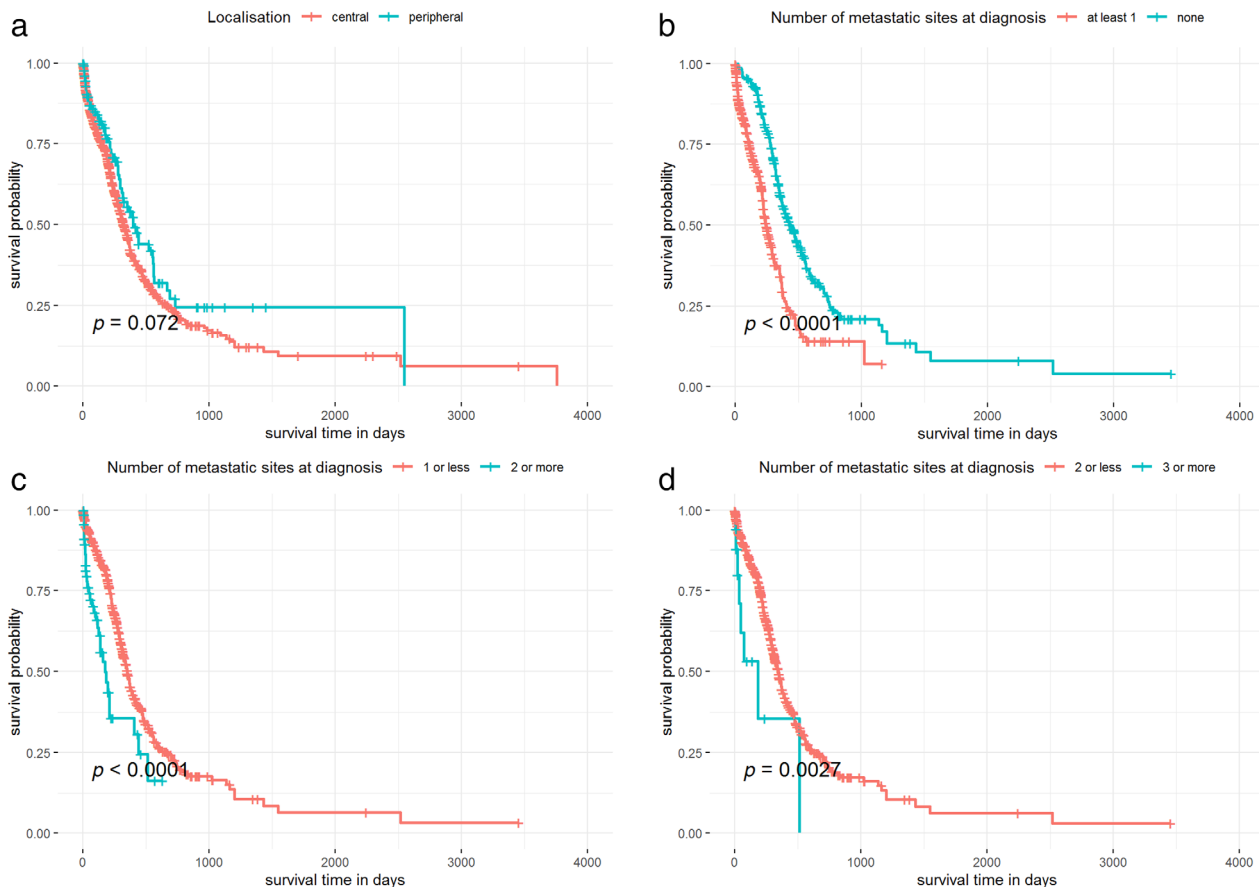 a
Localisation central peripheral
1.00
0.75
0.50
0.25
0.00
survival probability
p = 0.072
0 1000 2000 3000 4000
survival time in days
b
Number of metastatic sites at diagnosis at least 1 none
1.00
0.75
0.50
0.25
0.00
survival probability
p < 0.0001
0 1000 2000 3000 4000
survival time in days
c
Number of metastatic sites at diagnosis 1 or less 2 or more
1.00
0.75
0.50
0.25
0.00
survival probability
p < 0.0001
0 1000 2000 3000 4000
survival time in days
d
Number of metastatic sites at diagnosis 2 or less 3 or more
1.00
0.75
0.50
0.25
0.00
survival probability
p = 0.0027
0 1000 2000 3000 4000
survival time in days